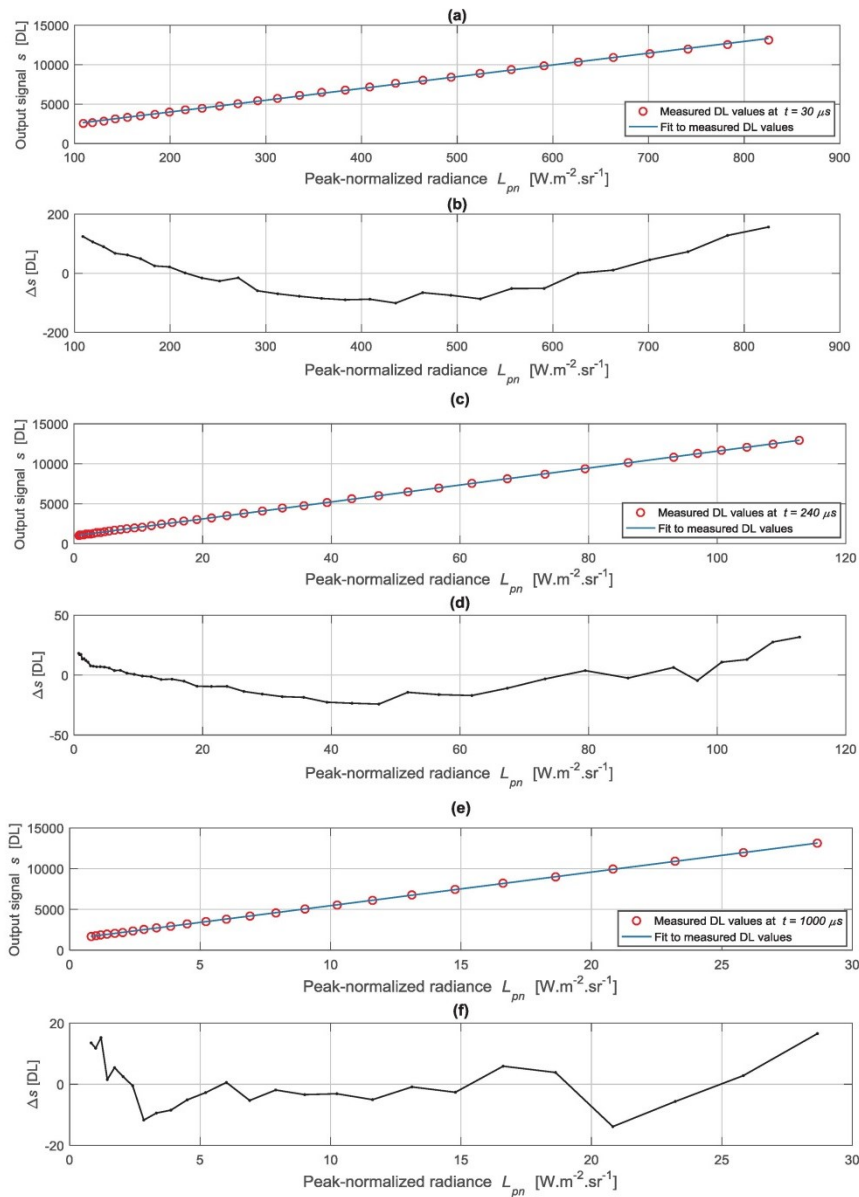 (a)
Output signal s [DL]
15000
10000
5000
0
Measured DL values at t = 30 μs
Fit to measured DL values
100 200 300 400 500 600 700 800 900
Peak-normalized radiance Lpn [W.m-2.sr-1]
(b)
Δs [DL]
200
0
-200
100 200 300 400 500 600 700 800 900
Peak-normalized radiance Lpn [W.m-2.sr-1]
(c)
Output signal s [DL]
15000
10000
5000
0
Measured DL values at t = 240 μs
Fit to measured DL values
0 20 40 60 80 100 120
Peak-normalized radiance Lpn [W.m-2.sr-1]
(d)
Δs [DL]
50
0
-50
0 20 40 60 80 100 120
Peak-normalized radiance Lpn [W.m-2.sr-1]
(e)
Output signal s [DL]
15000
10000
5000
0
Measured DL values at t = 1000 μs
Fit to measured DL values
0 5 10 15 20 25 30
Peak-normalized radiance Lpn [W.m-2.sr-1]
(f)
Δs [DL]
20
0
-20
0 5 10 15 20 25 30
Peak-normalized radiance Lpn [W.m-2.sr-1]